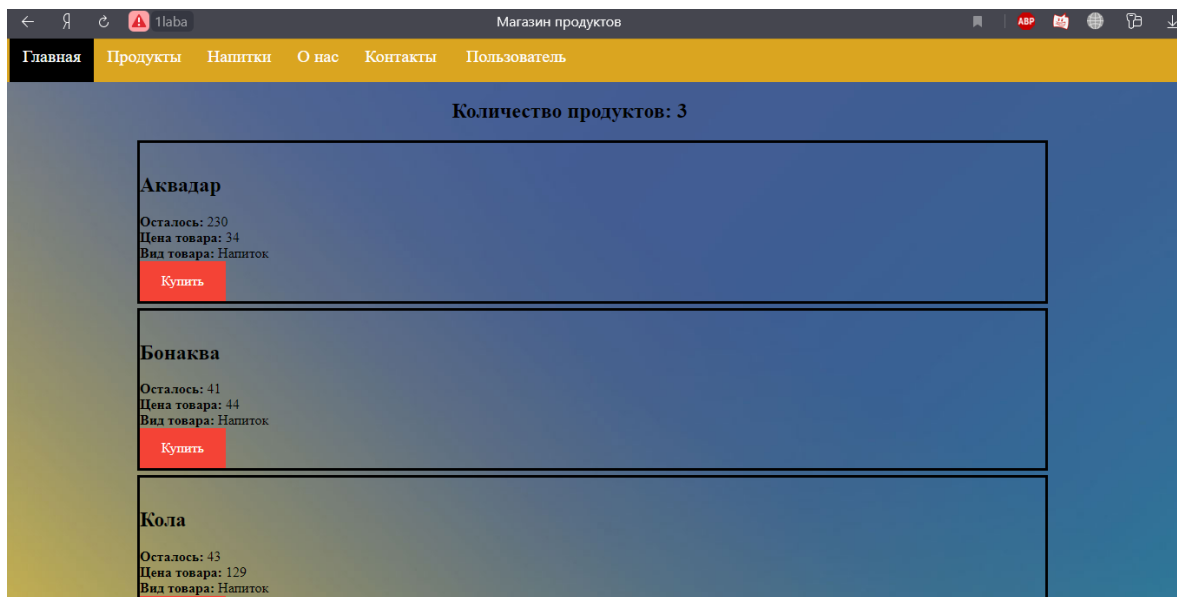 Я 1laba Магазин продуктов ABP
Главная Продукты Напитки О нас Контакты Пользователь
Количество продуктов: 3
Аквадар
Осталось: 230
Цена товара: 34
Вид товара: Напиток
Купить
Бонаква
Осталось: 41
Цена товара: 44
Вид товара: Напиток
Купить
Кола
Осталось: 43
Цена товара: 129
Вид товара: Напиток